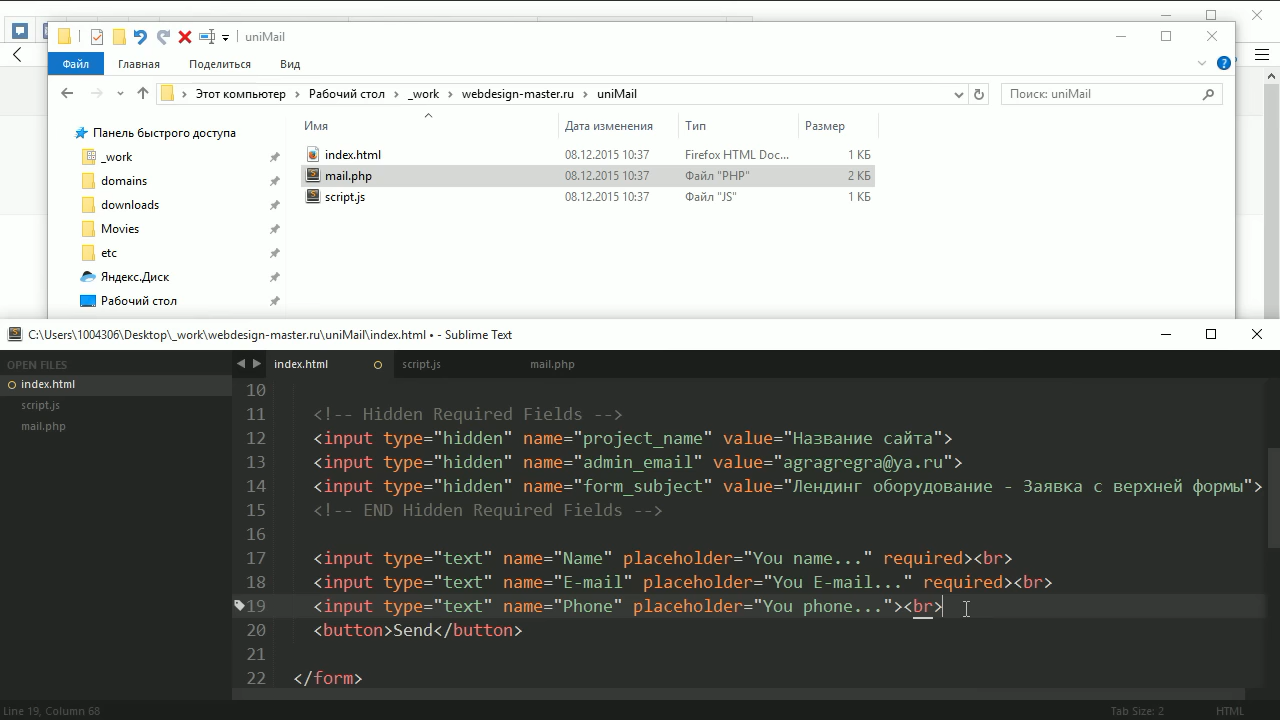 uniMail
Файл Главная Поделиться Вид
Этот компьютер Рабочий стол _work webdesign-master.ru uniMail
Поиск: uniMail
Имя Дата изменения Тип Размер
Панель быстрого доступа
_work
domains
downloads
Movies
etc
Яндекс.Диск
Рабочий стол
index.html 08.12.2015 10:37 Firefox HTML Doc... 1 КБ
mail.php 08.12.2015 10:37 Файл "PHP" 2 КБ
script.js 08.12.2015 10:37 Файл "JS" 1 КБ
C:\Users\1004306\Desktop\_work\webdesign-master.ru\uniMail\index.html • - Sublime Text
OPEN FILES
index.html
script.js
mail.php
index.html script.js mail.php
10
11 <!-- Hidden Required Fields -->
12 <input type="hidden" name="project_name" value="Название сайта">
13 <input type="hidden" name="admin_email" value="agragregra@ya.ru">
14 <input type="hidden" name="form_subject" value="Лендинг оборудование - Заявка с верхней формы">
15 <!-- END Hidden Required Fields -->
16
17 <input type="text" name="Name" placeholder="You name..." required><br>
18 <input type="text" name="E-mail" placeholder="You E-mail..." required><br>
19 <input type="text" name="Phone" placeholder="You phone..."><br>
20 <button>Send</button>
21
22 </form>
Line 19, Column 68 Tab Size: 2 HTML